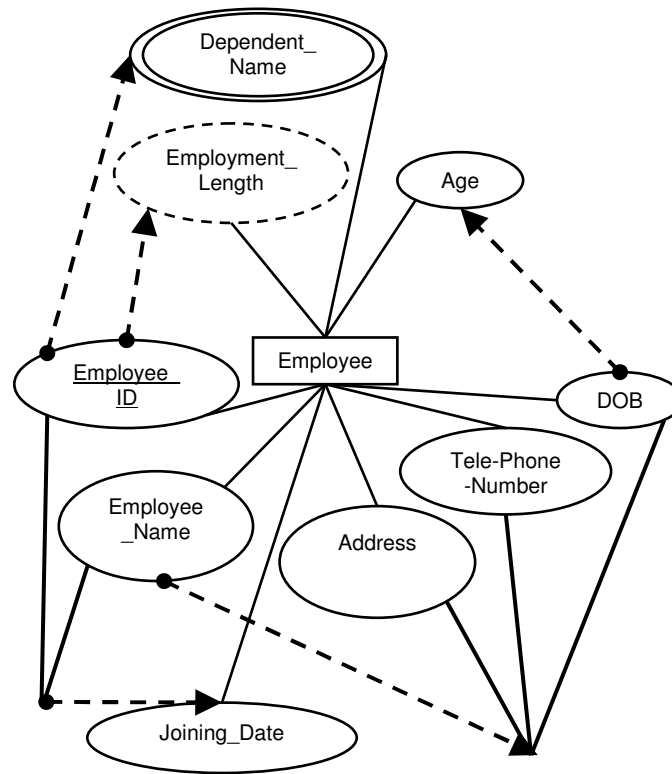 Dependent_
Name
Employment_
Length
Age
Employee
Employee_
ID
DOB
Tele-Phone
-Number
Employee
_Name
Address
Joining_Date